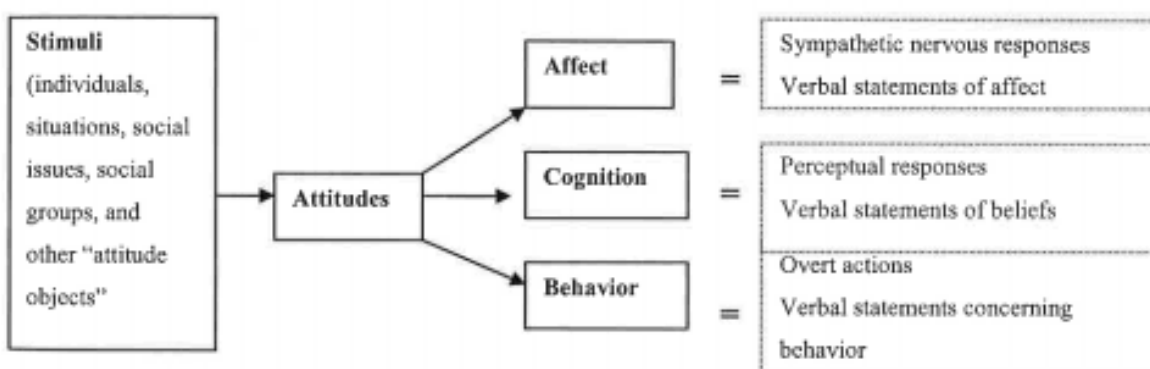 Stimuli
(individuals,
situations, social
issues, social
groups, and
other “attitude
objects”
Attitudes
Affect
=
Sympathetic nervous responses
Verbal statements of affect
Cognition
=
Perceptual responses
Verbal statements of beliefs
Behavior
=
Overt actions
Verbal statements concerning
behavior